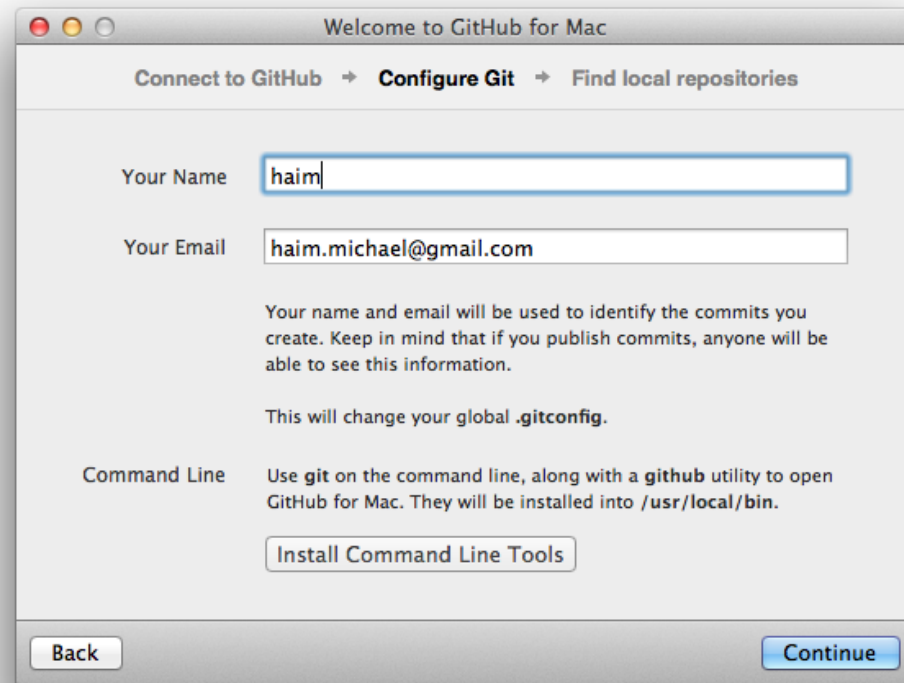 Welcome to GitHub for Mac
Connect to GitHub → Configure Git → Find local repositories
Your Name haim
Your Email haim.michael@gmail.com
Your name and email will be used to identify the commits you
create. Keep in mind that if you publish commits, anyone will be
able to see this information.
This will change your global .gitconfig.
Command Line Use git on the command line, along with a github utility to open
GitHub for Mac. They will be installed into /usr/local/bin.
Install Command Line Tools
Back Continue